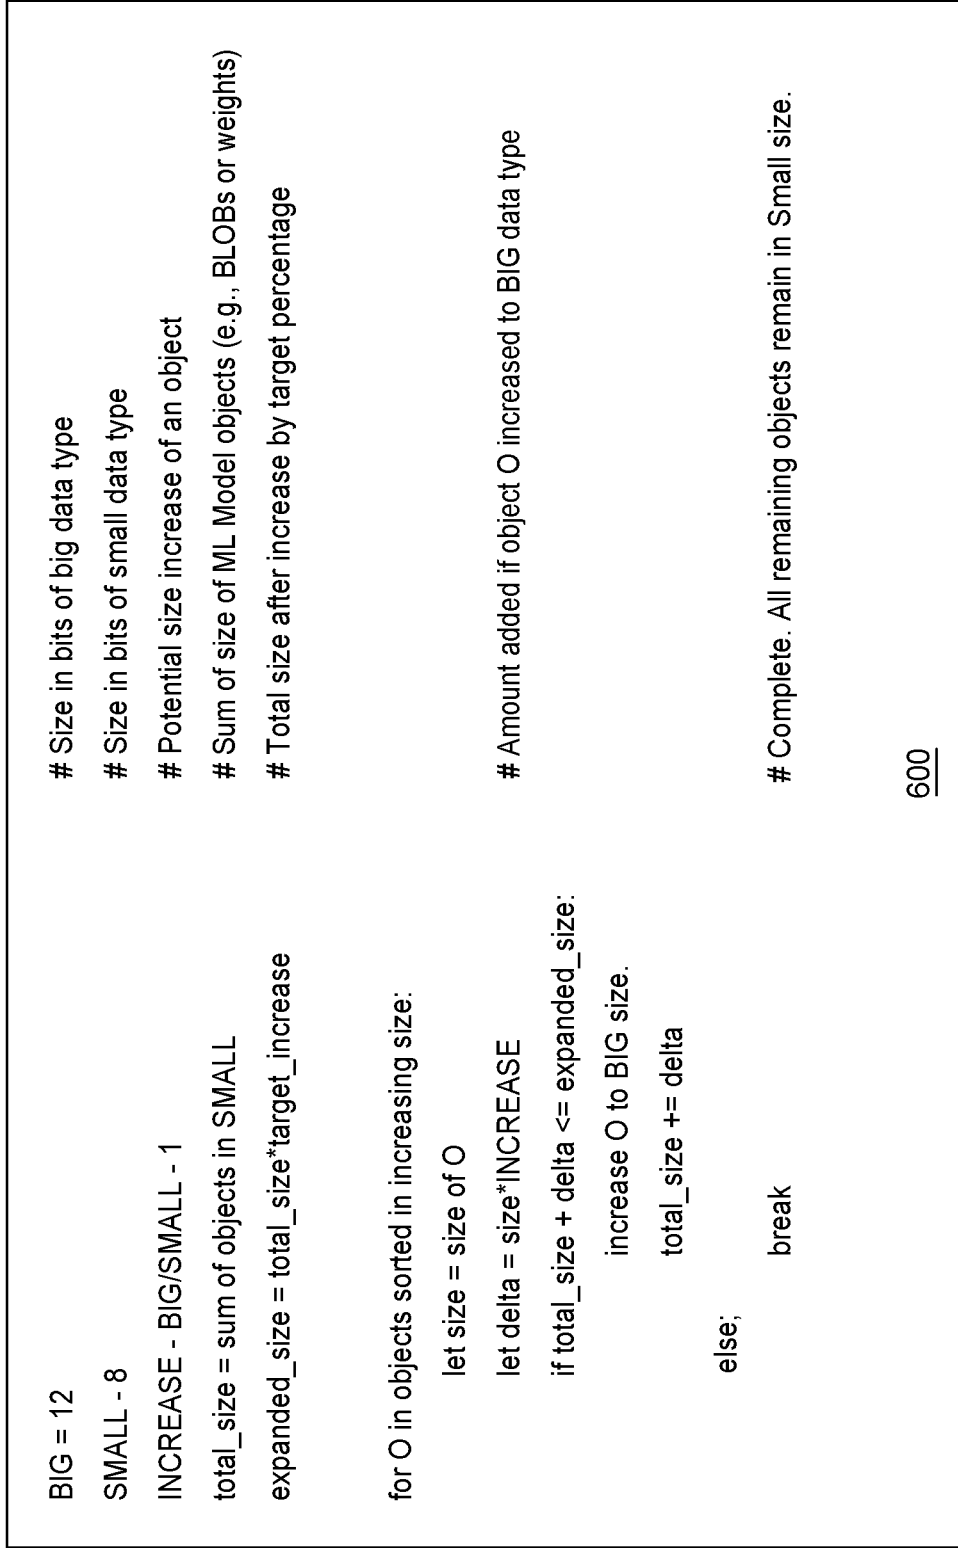 BIG = 12 # Size in bits of big data type
SMALL - 8 # Size in bits of small data type
INCREASE - BIG/SMALL - 1 # Potential size increase of an object
total_size = sum of objects in SMALL # Sum of size of ML Model objects (e.g., BLOBs or weights)
expanded_size = total_size*target_increase # Total size after increase by target percentage
for O in objects sorted in increasing size:
let size = size of O
let delta = size*INCREASE # Amount added if object O increased to BIG data type
if total_size + delta <= expanded_size:
increase O to BIG size.
total_size += delta
else;
break # Complete. All remaining objects remain in Small size.
600